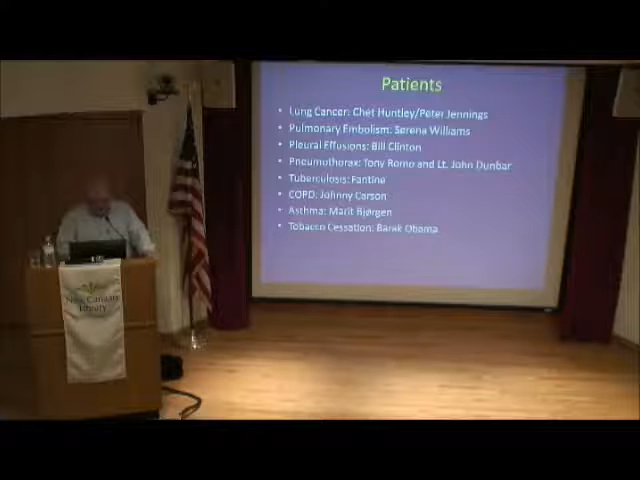 Patients
• Lung Cancer: Chet Huntley/Peter Jennings
• Pulmonary Embolism: Serena Williams
• Pleural Effusions: Bill Clinton
• Pneumothorax: Tony Romo and Lt. John Dunbar
• Tuberculosis: Fantine
• COPD: Johnny Carson
• Asthma: Marit Bjørgen
• Tobacco Cessation: Barak Obama
New Canaan
Library